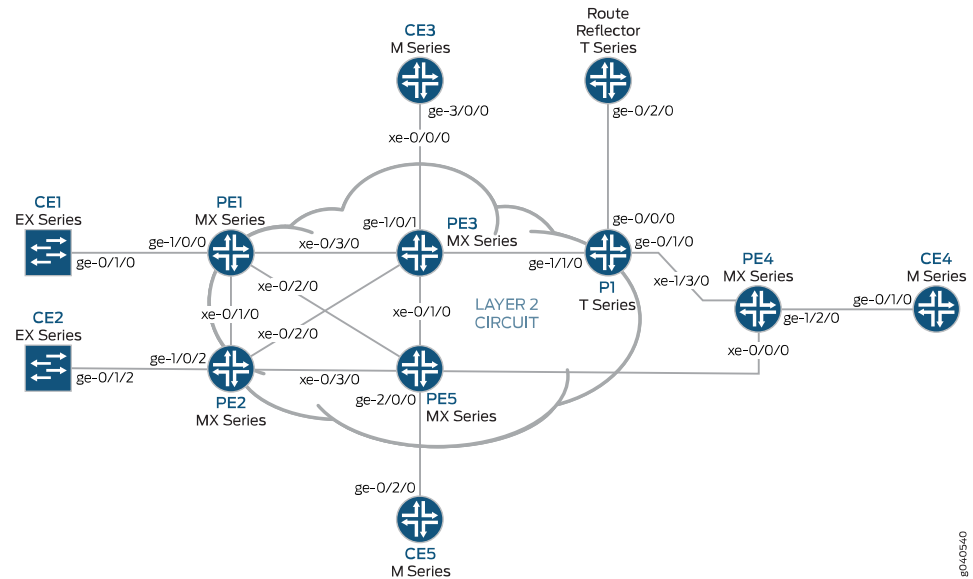 CE3
M Series
Route
Reflector
T Series
ge-3/0/0
ge-0/2/0
xe-0/0/0
CE1
EX Series
PE1
MX Series
ge-1/0/1
PE3
MX Series
ge-0/0/0
ge-1/0/0
xe-0/3/0
ge-0/1/0
ge-0/1/0
ge-1/1/0
P1
T Series
PE4
MX Series
CE4
M Series
xe-0/2/0
xe-1/3/0
ge-0/1/0
CE2
EX Series
xe-0/1/0
xe-0/1/0
LAYER 2
CIRCUIT
ge-1/2/0
xe-0/2/0
ge-1/0/2
xe-0/0/0
ge-0/1/2
xe-0/3/0
PE2
MX Series
ge-2/0/0
PE5
MX Series
ge-0/2/0
CE5
M Series
g040540